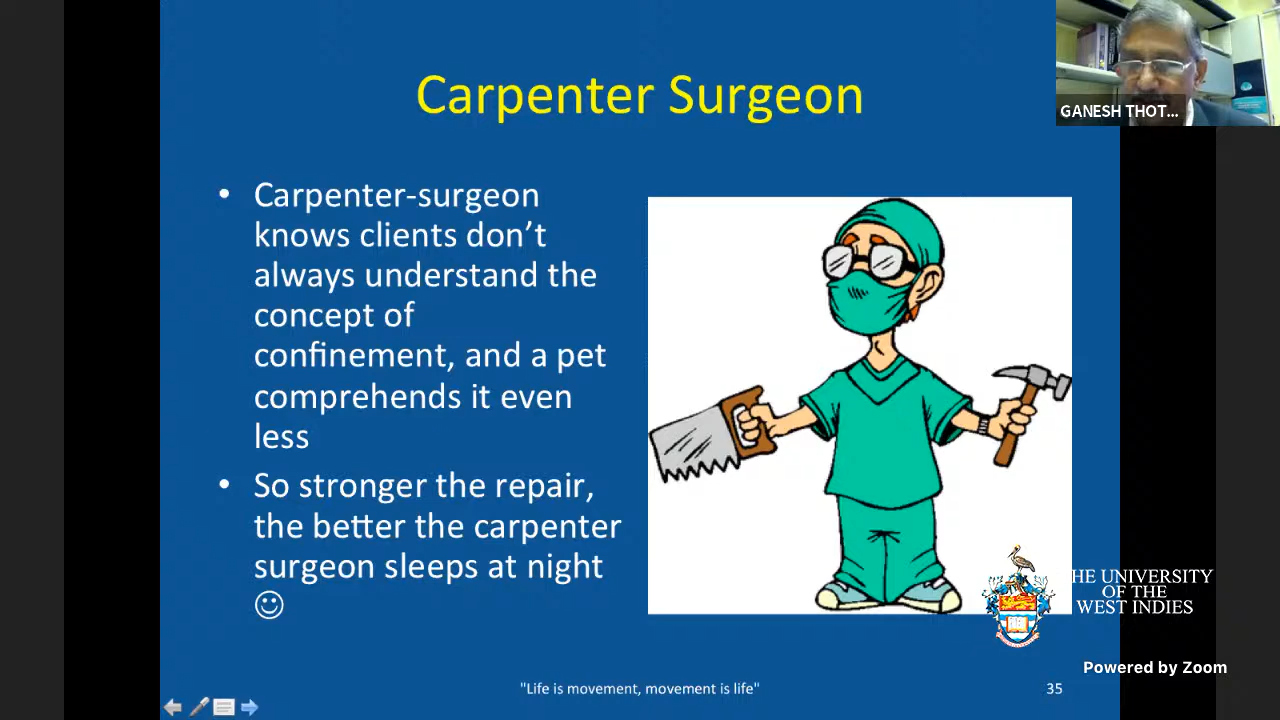 Carpenter Surgeon
GANESH THOT...
• Carpenter-surgeon
knows clients don’t
always understand the
concept of
confinement, and a pet
comprehends it even
less
• So stronger the repair,
the better the carpenter
surgeon sleeps at night
☺
THE UNIVERSITY
OF THE
WEST INDIES
Powered by Zoom
"Life is movement, movement is life"
35